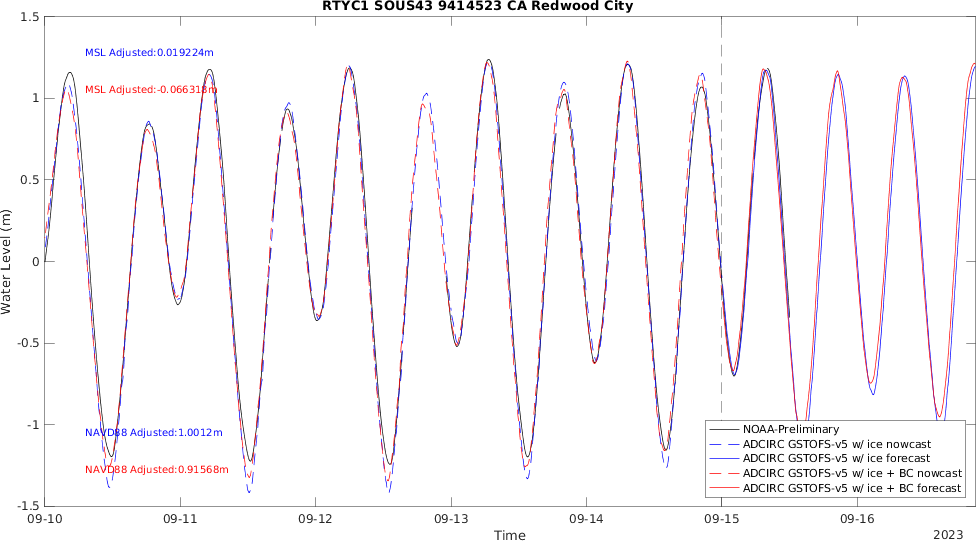 RTYC1 SOUS43 9414523 CA Redwood City
MSL Adjusted:0.019224m
MSL Adjusted:-0.066318m
NAVD88 Adjusted:1.0012m
NAVD88 Adjusted:0.91568m
Water Level (m)
1.5
1
0.5
0
-0.5
-1
-1.5
NOAA-Preliminary
ADCIRC GSTOFS-v5 w/ ice nowcast
ADCIRC GSTOFS-v5 w/ ice forecast
ADCIRC GSTOFS-v5 w/ ice + BC nowcast
ADCIRC GSTOFS-v5 w/ ice + BC forecast
09-10 09-11 09-12 09-13 09-14 09-15 09-16
Time
2023